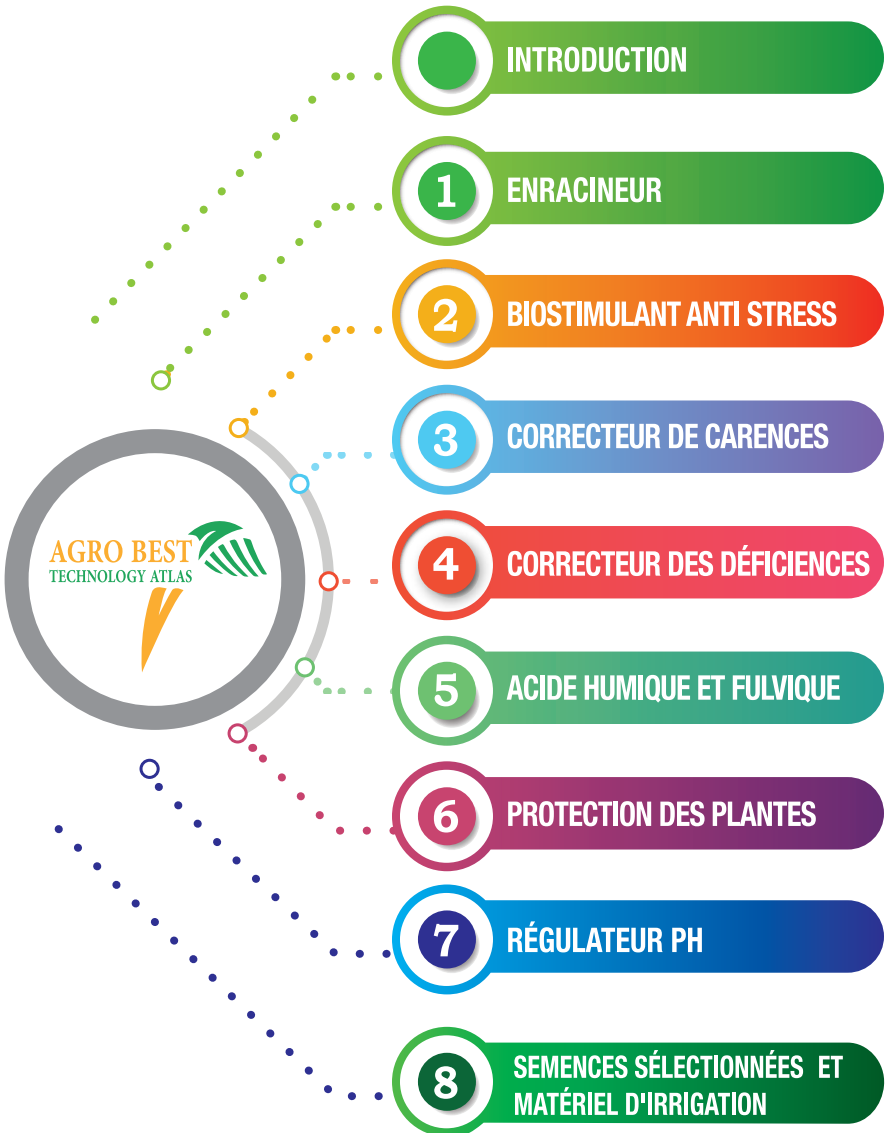 INTRODUCTION
1 ENRACINEUR
2 BIOSTIMULANT ANTI STRESS
3 CORRECTEUR DE CARENCES
AGRO BEST
TECHNOLOGY ATLAS
4 CORRECTEUR DES DÉFICIENCES
5 ACIDE HUMIQUE ET FULVIQUE
6 PROTECTION DES PLANTES
7 RÉGULATEUR PH
8 SEMENCES SÉLECTIONNÉES ET
MATÉRIEL D'IRRIGATION